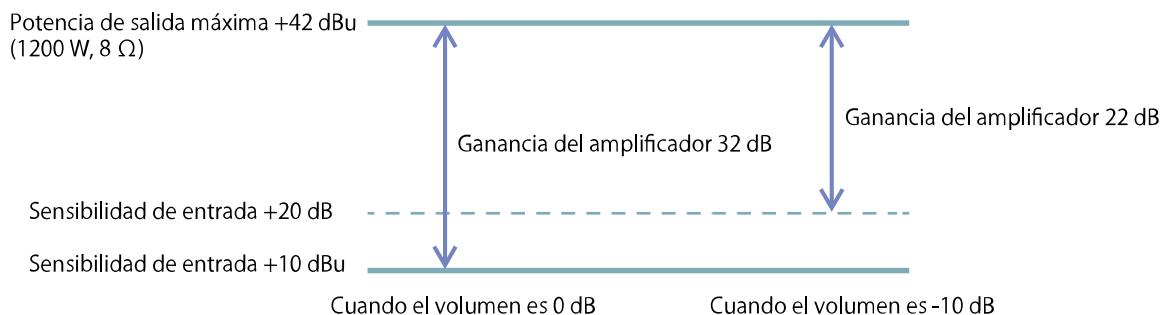 Potencia de salida máxima +42 dBu
(1200 W, 8 Ω)
Ganancia del amplificador 22 dB
Ganancia del amplificador 32 dB
Sensibilidad de entrada +20 dB
Sensibilidad de entrada +10 dBu
Cuando el volumen es 0 dB
Cuando el volumen es -10 dB